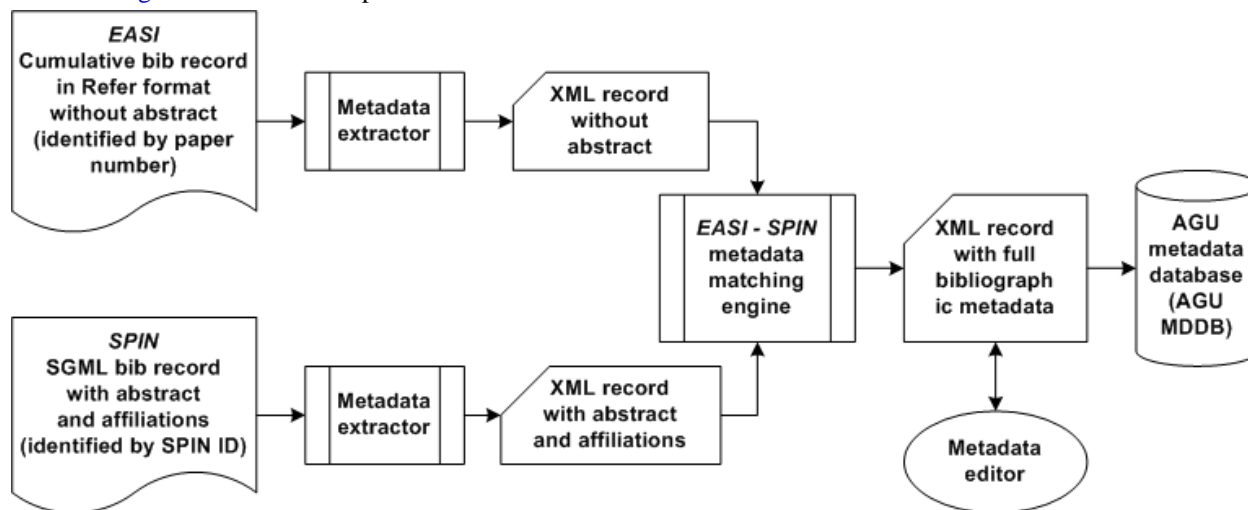 EASI
Cumulative bib record
in Refer format
without abstract
(identified by paper
number)
Metadata
extractor
XML record
without
abstract
EASI - SPIN
metadata
matching
engine
XML record
with full
bibliograph
ic metadata
AGU
metadata
database
(AGU
MDDB)
SPIN
SGML bib record
with abstract
and affiliations
(identified by SPIN ID)
Metadata
extractor
XML record
with abstract
and affiliations
Metadata
editor